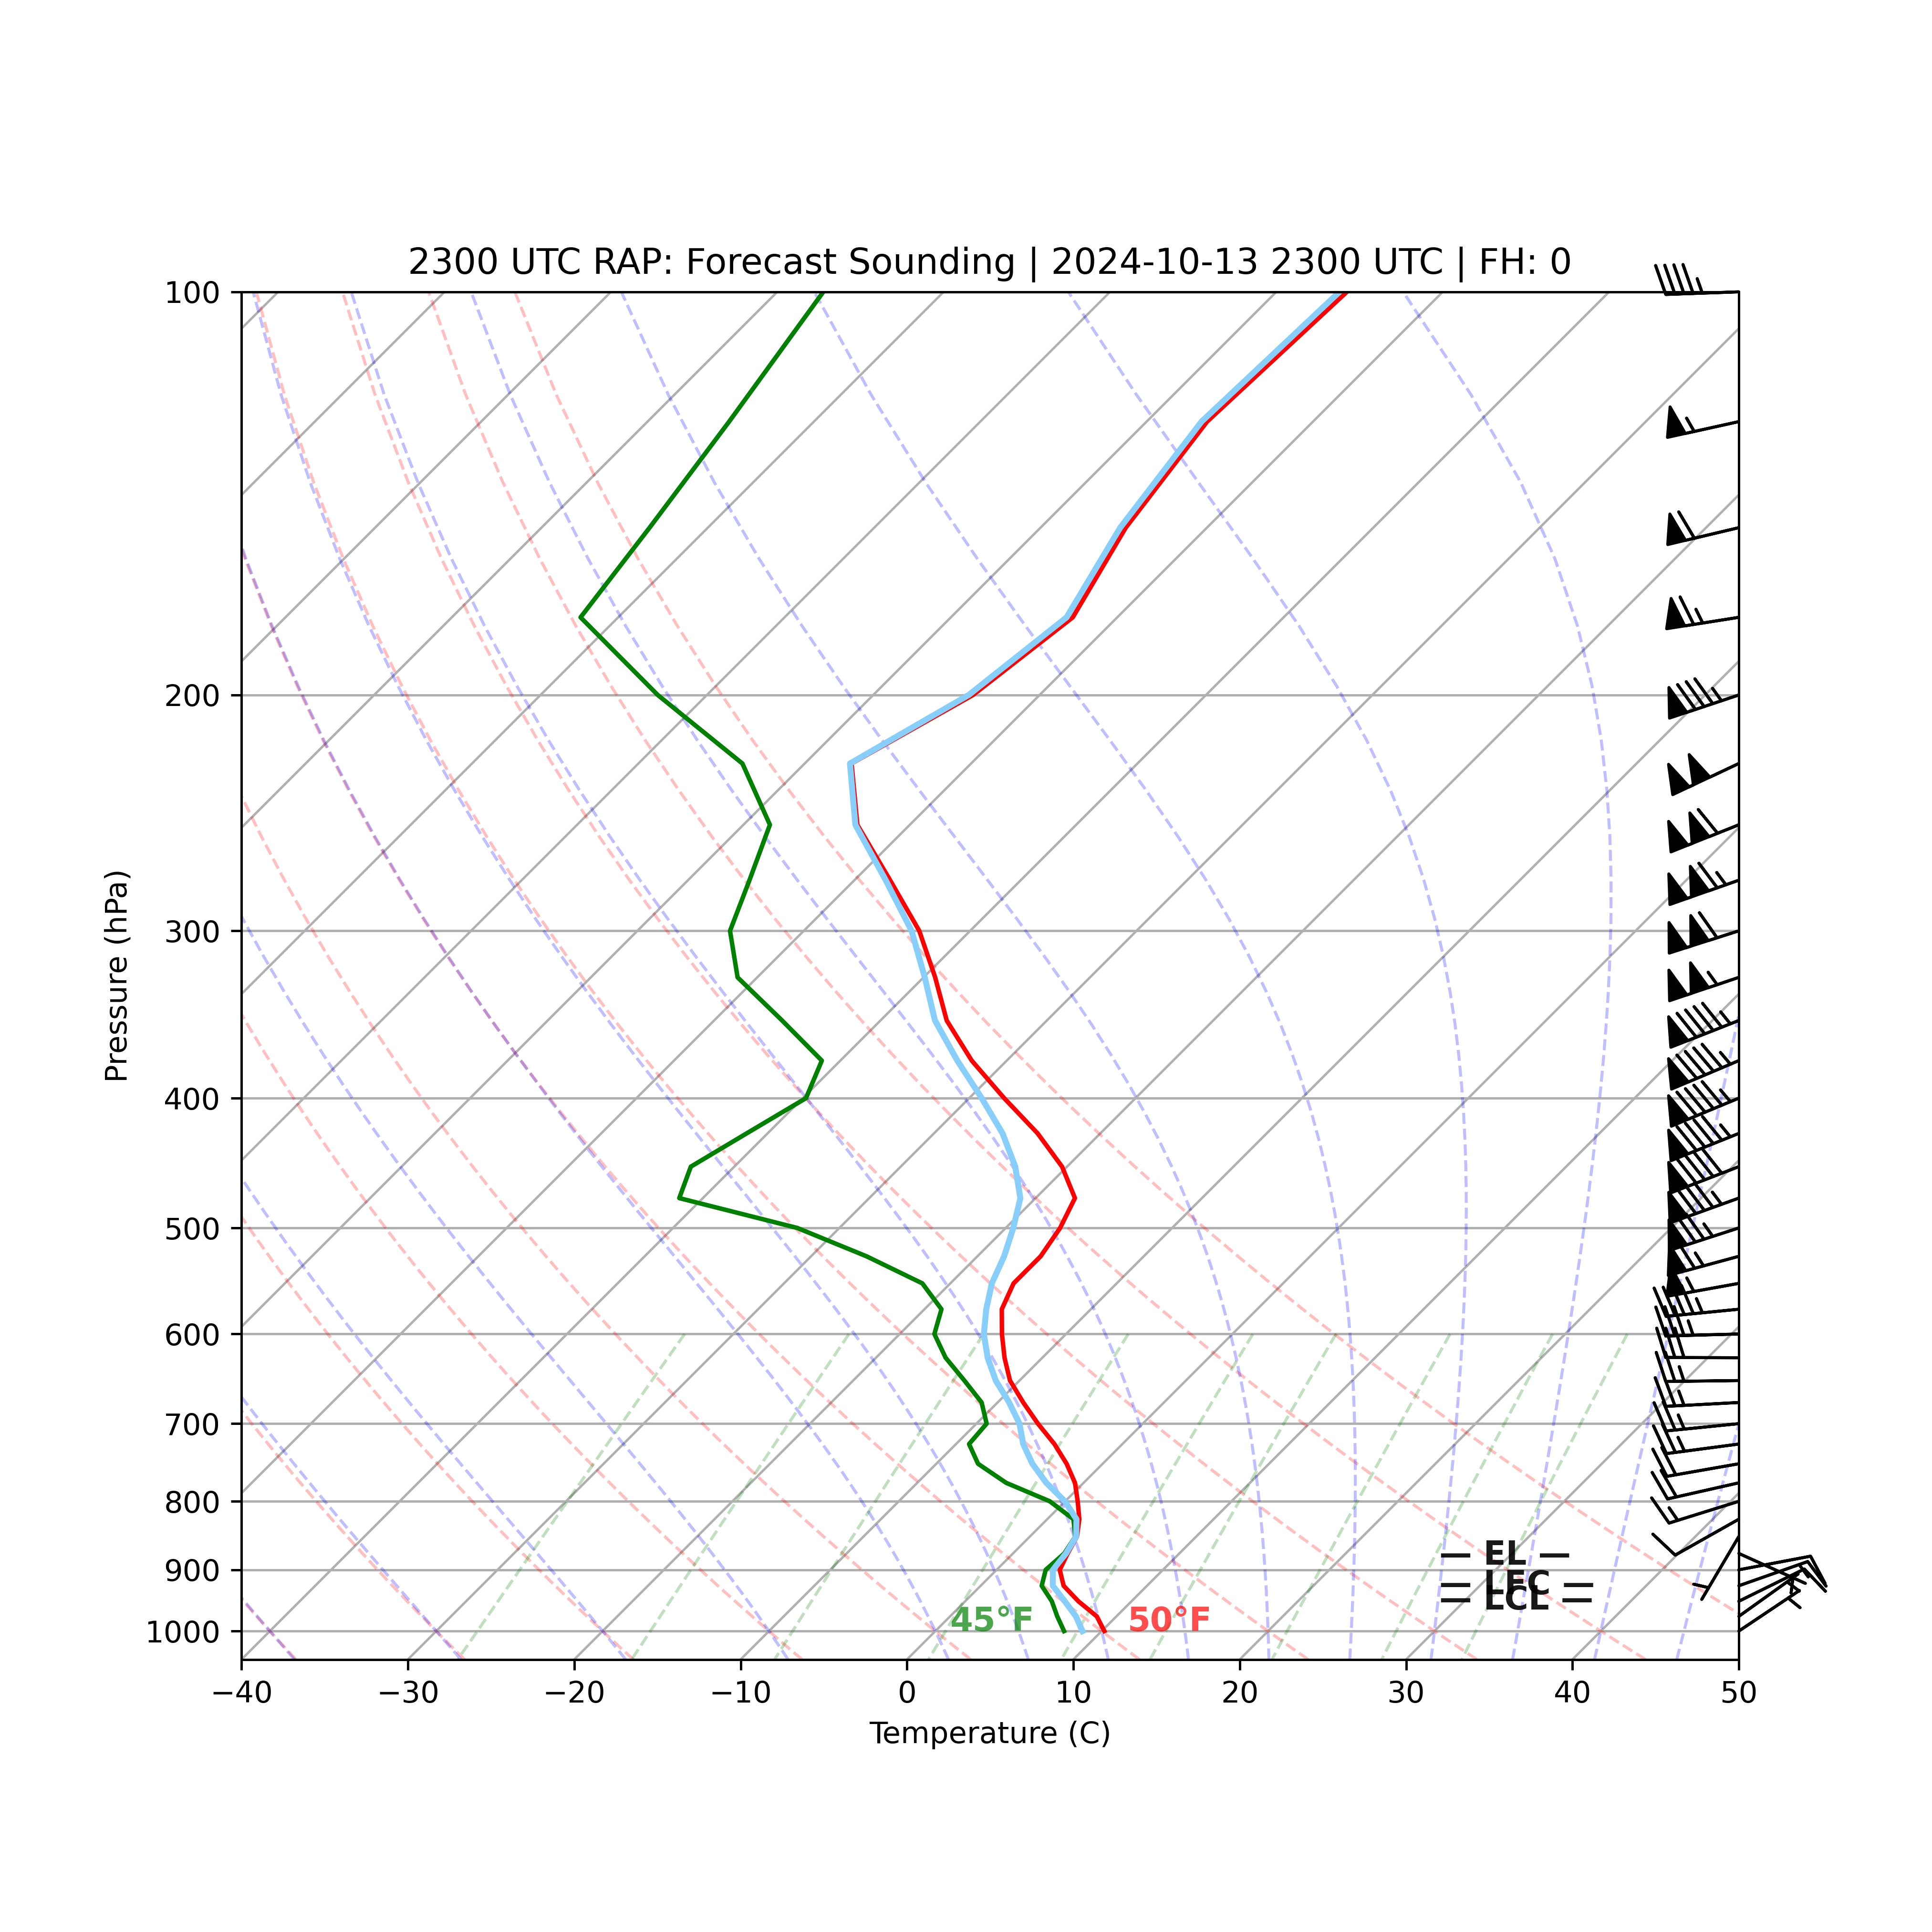 2300 UTC RAP: Forecast Sounding | 2024-10-13 2300 UTC | FH: 0
100
200
300
400
500
600
700
800
900
1000
Pressure (hPa)
— EL —
— LFC —
— LCL —
45°F
50°F
−40
−30
−20
−10
0
10
20
30
40
50
Temperature (C)